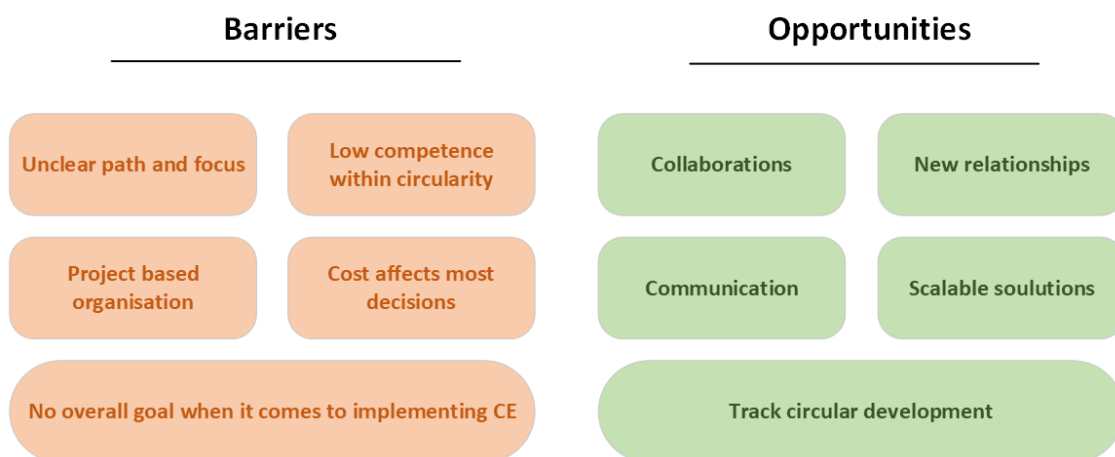 Barriers
Opportunities
Unclear path and focus
Low competence
within circularity
Collaborations
New relationships
Project based
organisation
Cost affects most
decisions
Communication
Scalable soulutions
No overall goal when it comes to implementing CE
Track circular development